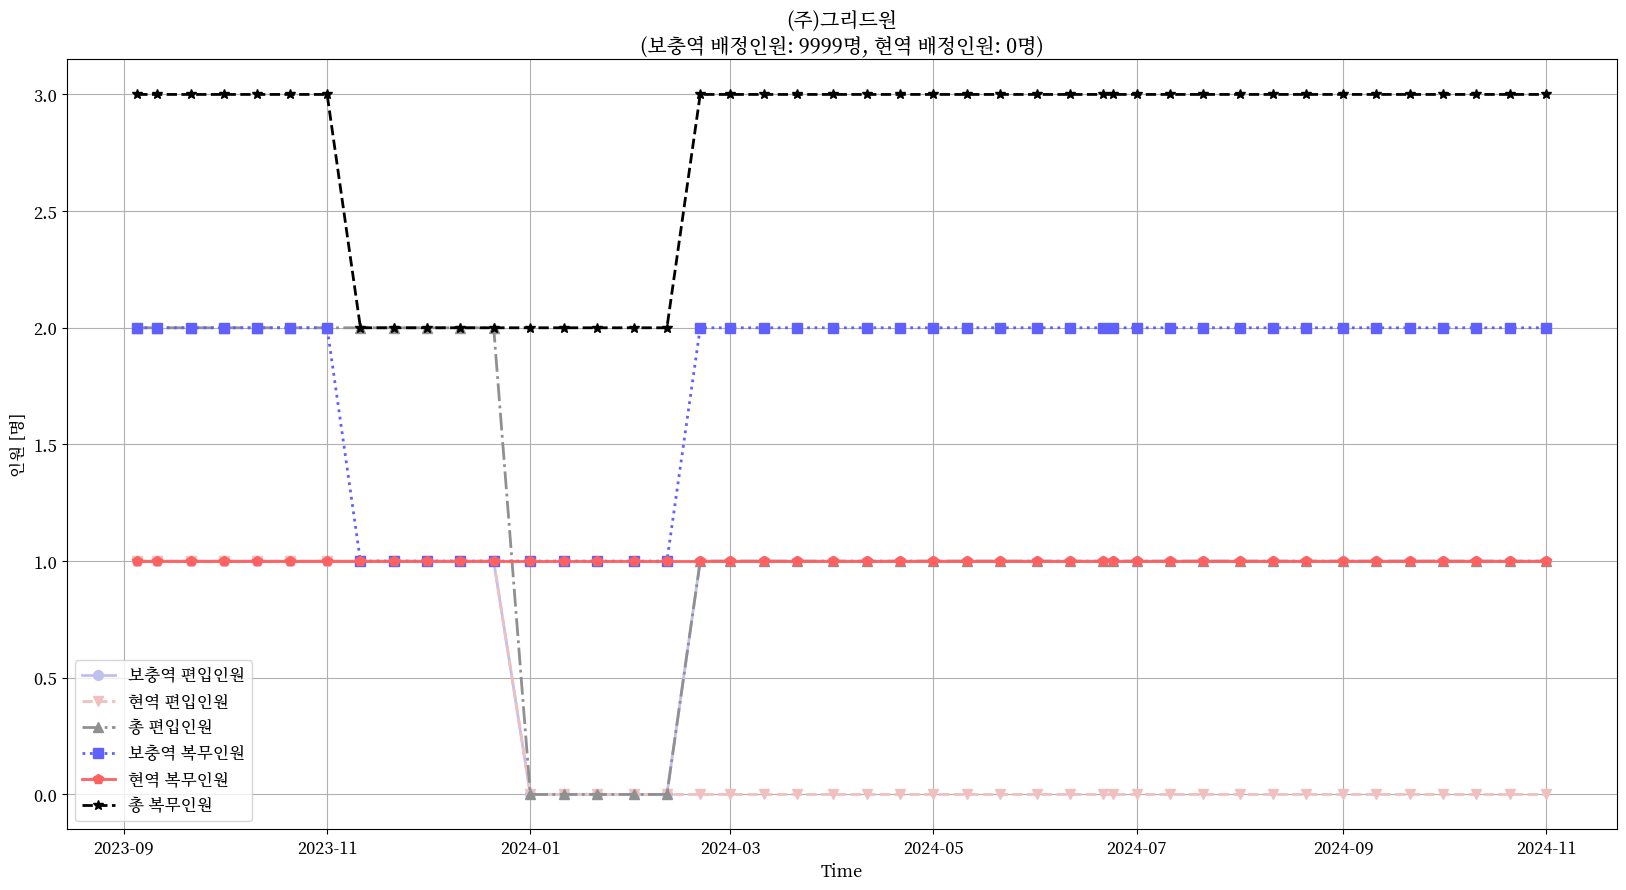 (주)그리드원
(보충역 배정인원: 9999명, 현역 배정인원: 0명)
인원 [명]
3.0
2.5
2.0
1.5
1.0
0.5
0.0
보충역 편입인원
현역 편입인원
총 편입인원
보충역 복무인원
현역 복무인원
총 복무인원
2023-09 2023-11 2024-01 2024-03 2024-05 2024-07 2024-09 2024-11
Time